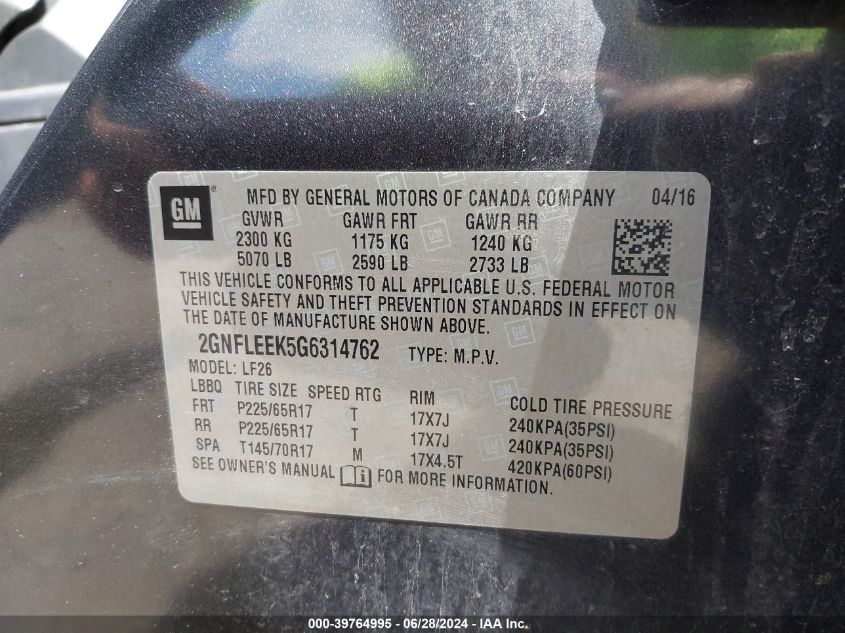 GM ® MFD BY GENERAL MOTORS OF CANADA COMPANY 04/16
GVWR GAWR FRT GAWR RR
2300 KG 1175 KG 1240 KG
5070 LB 2590 LB 2733 LB
THIS VEHICLE CONFORMS TO ALL APPLICABLE U.S. FEDERAL MOTOR
VEHICLE SAFETY AND THEFT PREVENTION STANDARDS IN EFFECT ON
THE DATE OF MANUFACTURE SHOWN ABOVE.
2GNFLEEK5G6314762 TYPE: M.P.V.
MODEL: LF26
LBBQ TIRE SIZE SPEED RTG RIM COLD TIRE PRESSURE
FRT P225/65R17 T 17X7J 240KPA(35PSI)
RR P225/65R17 T 17X7J 240KPA(35PSI)
SPA T145/70R17 M 17X4.5T 420KPA(60PSI)
SEE OWNER'S MANUAL FOR MORE INFORMATION.
000-39764995 / 06/28/2024 / IAAI.COM